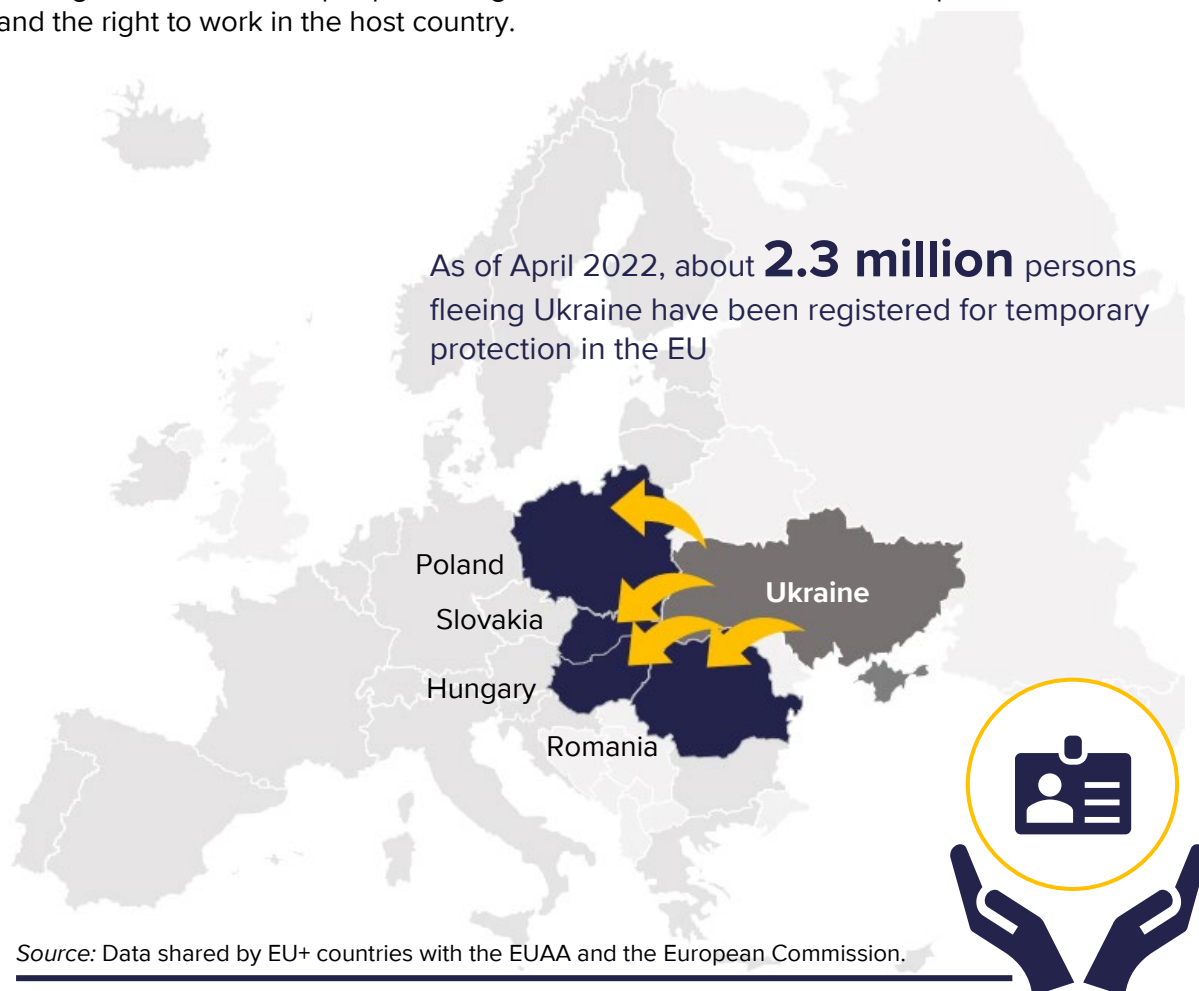 and the right to work in the host country.
As of April 2022, about 2.3 million persons
fleeing Ukraine have been registered for temporary
protection in the EU
Poland
Ukraine
Slovakia
Hungary
Romania
Source: Data shared by EU+ countries with the EUAA and the European Commission.